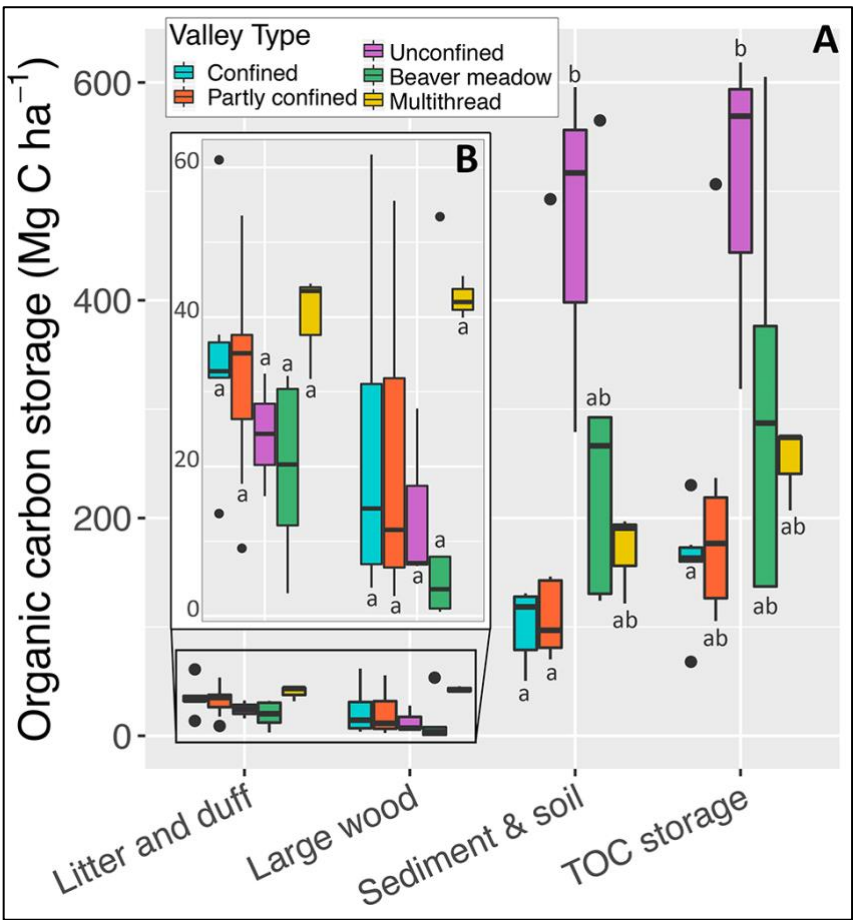 A
Valley Type
Confined
Partly confined
Unconfined
Beaver meadow
Multithread
Organic carbon storage (Mg C ha⁻¹)
600
400
200
0
B
60
40
20
0
a
a
a
a
a
a
a
a
a
a
a
a
b
ab
ab
a
ab
b
ab
ab
Litter and duff
Large wood
Sediment & soil
TOC storage